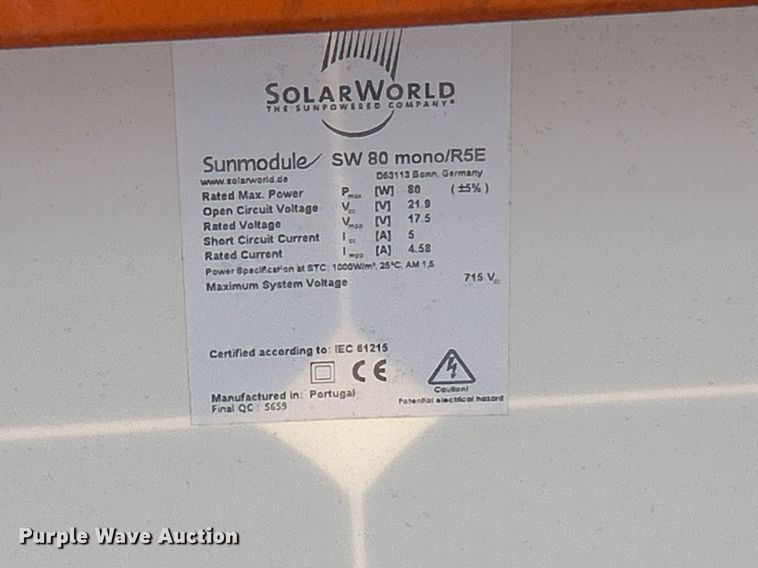 SOLARWORLD
THE SUNPOWERED COMPANY®
Sunmodule SW 80 mono/R5E
www.solarworld.de D53113 Bonn, Germany
Rated Max. Power Pmax [W] 80 (±5%)
Open Circuit Voltage Voc [V] 21.9
Rated Voltage Vmpp [V] 17.5
Short Circuit Current Isc [A] 5
Rated Current Impp [A] 4.58
Power Specification at STC: 1000W/m², 25°C, AM 1,5
Maximum System Voltage 715 VDC
Certified according to: IEC 61215
CE
Caution!
Manufactured in: Portugal Potential electrical hazard
Final QC : 5659
Purple Wave Auction